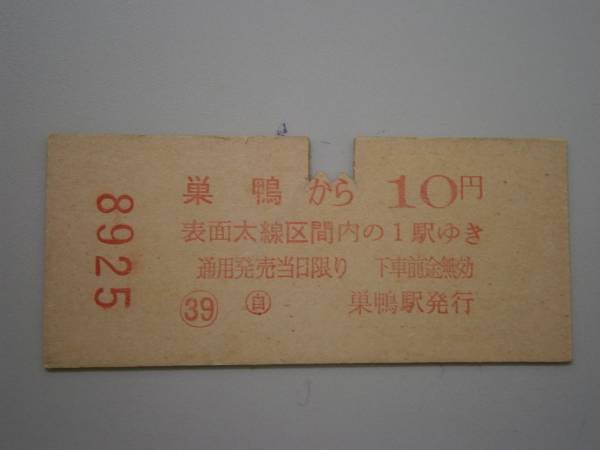 巣鴨から10円
表面太線区間内の1駅ゆき
通用発売当日限り 下車前途無効
㊴ 自 巣鴨駅発行
8925